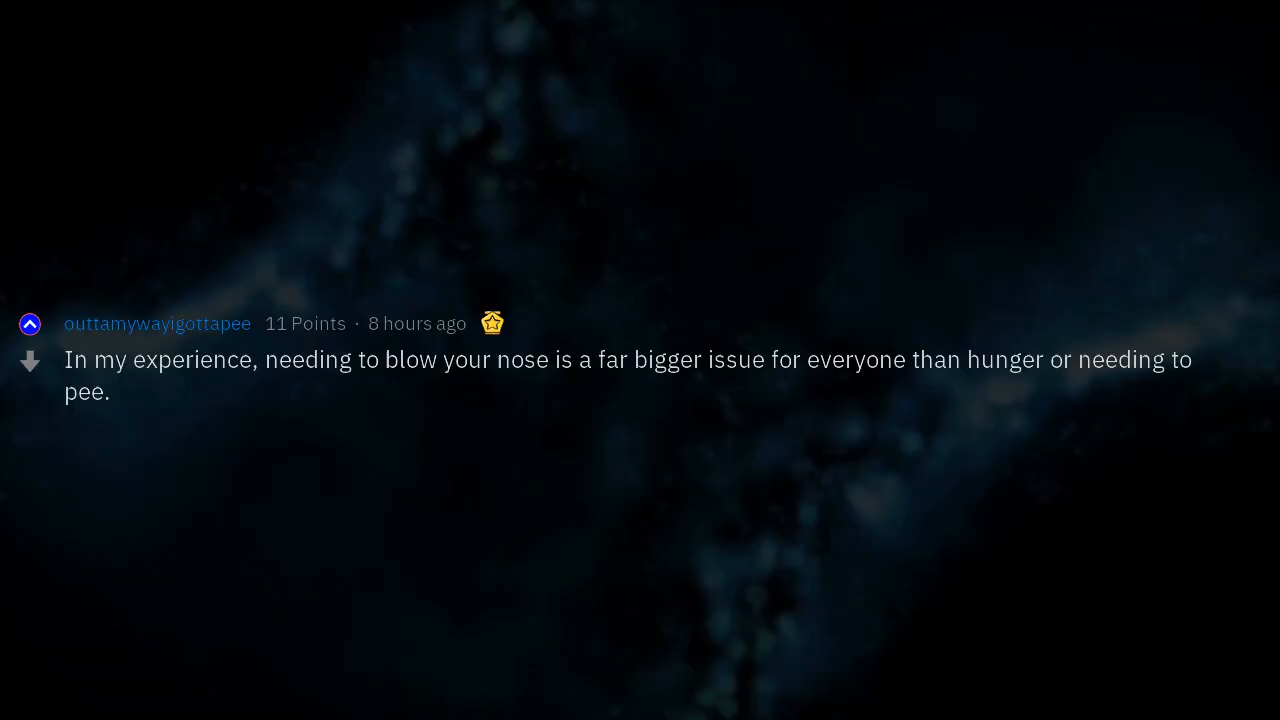 outtamywayigottapee 11 Points · 8 hours ago
In my experience, needing to blow your nose is a far bigger issue for everyone than hunger or needing to
pee.